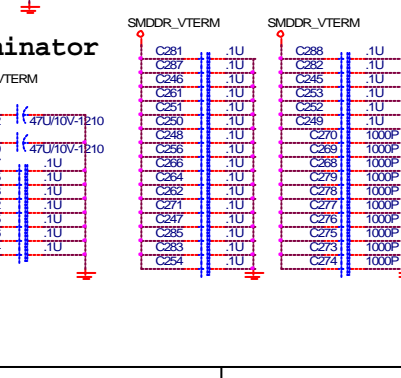 SMDDR_VTERM
SMDDR_VTERM
minator
VTERM
47U/10V-1210
47U/10V-1210
.1U
.1U
.1U
.1U
.1U
.1U
.1U
C281 .1U
C287 .1U
C246 .1U
C261 .1U
C251 .1U
C250 .1U
C248 .1U
C256 .1U
C266 .1U
C264 .1U
C262 .1U
C271 .1U
C247 .1U
C285 .1U
C283 .1U
C254 .1U
C288 .1U
C282 .1U
C245 .1U
C253 .1U
C252 .1U
C249 .1U
C270 1000P
C269 1000P
C268 1000P
C279 1000P
C278 1000P
C277 1000P
C276 1000P
C275 1000P
C273 1000P
C274 1000P